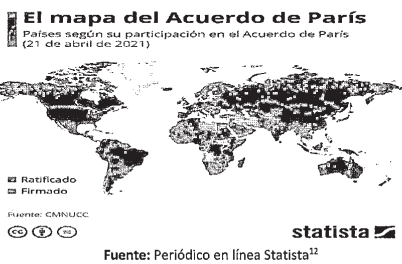 El mapa del Acuerdo de París
Países según su participación en el Acuerdo de París
(21 de abril de 2021)
Ratificado
Firmado
Fuente: CMNUCC
statista
Fuente: Periódico en línea Statista12